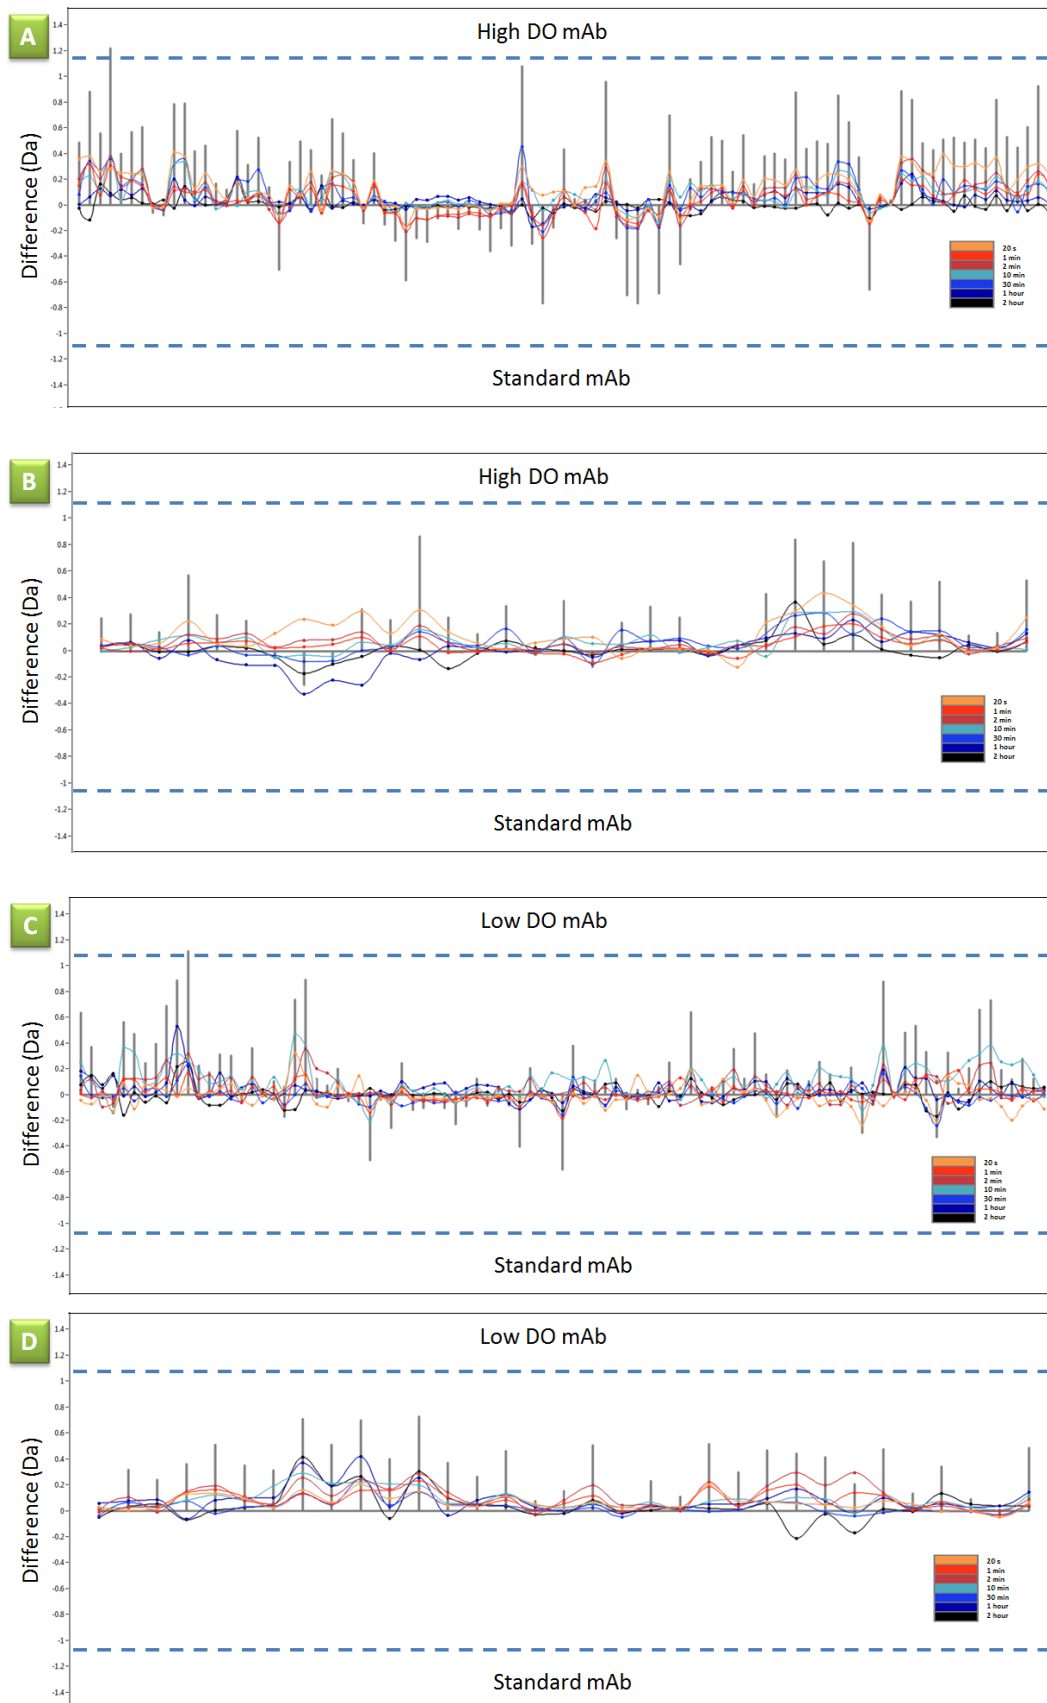 A
High DO mAb
Difference (Da)
1.4
1.2
1
0.8
0.6
0.4
0.2
0
-0.2
-0.4
-0.6
-0.8
-1
-1.2
-1.4
20 s
1 min
2 min
10 min
30 min
1 hour
2 hour
Standard mAb
B
High DO mAb
Difference (Da)
1.4
1.2
1
0.8
0.6
0.4
0.2
0
-0.2
-0.4
-0.6
-0.8
-1
-1.2
-1.4
20 s
1 min
2 min
10 min
30 min
1 hour
2 hour
Standard mAb
C
Low DO mAb
Difference (Da)
1.4
1.2
1
0.8
0.6
0.4
0.2
0
-0.2
-0.4
-0.6
-0.8
-1
-1.2
-1.4
20 s
1 min
2 min
10 min
30 min
1 hour
2 hour
Standard mAb
D
Low DO mAb
Difference (Da)
1.4
1.2
1
0.8
0.6
0.4
0.2
0
-0.2
-0.4
-0.6
-0.8
-1
-1.2
-1.4
20 s
1 min
2 min
10 min
30 min
1 hour
2 hour
Standard mAb